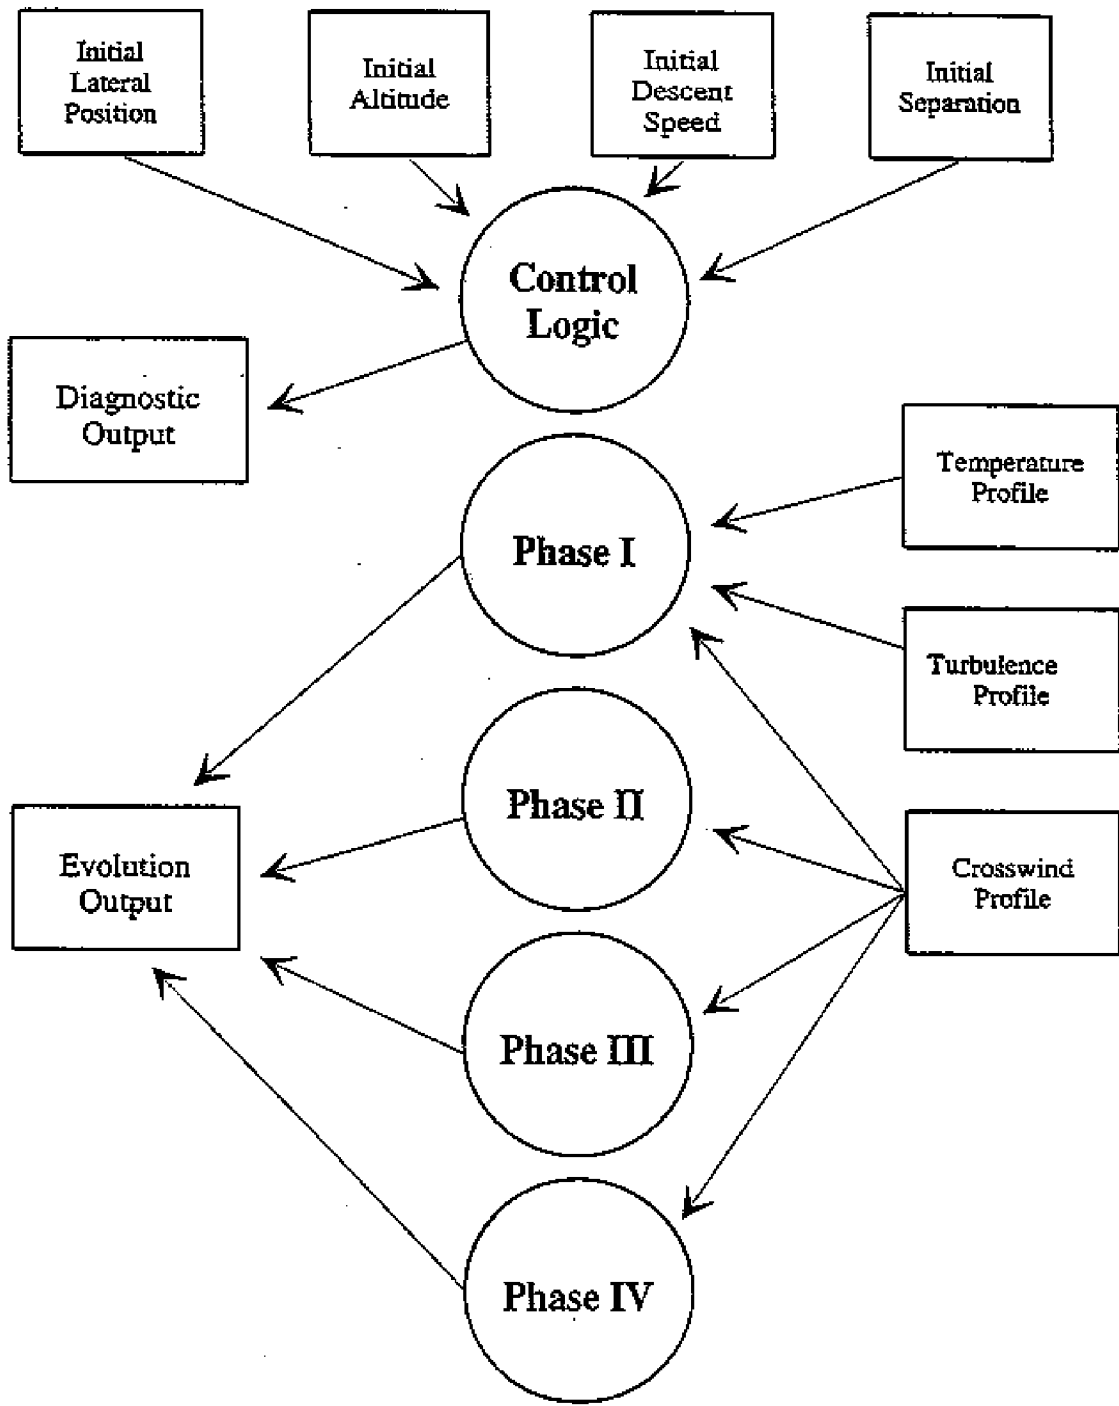 Initial
Lateral
Position
Initial
Altitude
Initial
Descent
Speed
Initial
Separation
Control
Logic
Diagnostic
Output
Temperature
Profile
Phase I
Turbulence
Profile
Phase II
Evolution
Output
Crosswind
Profile
Phase III
Phase IV